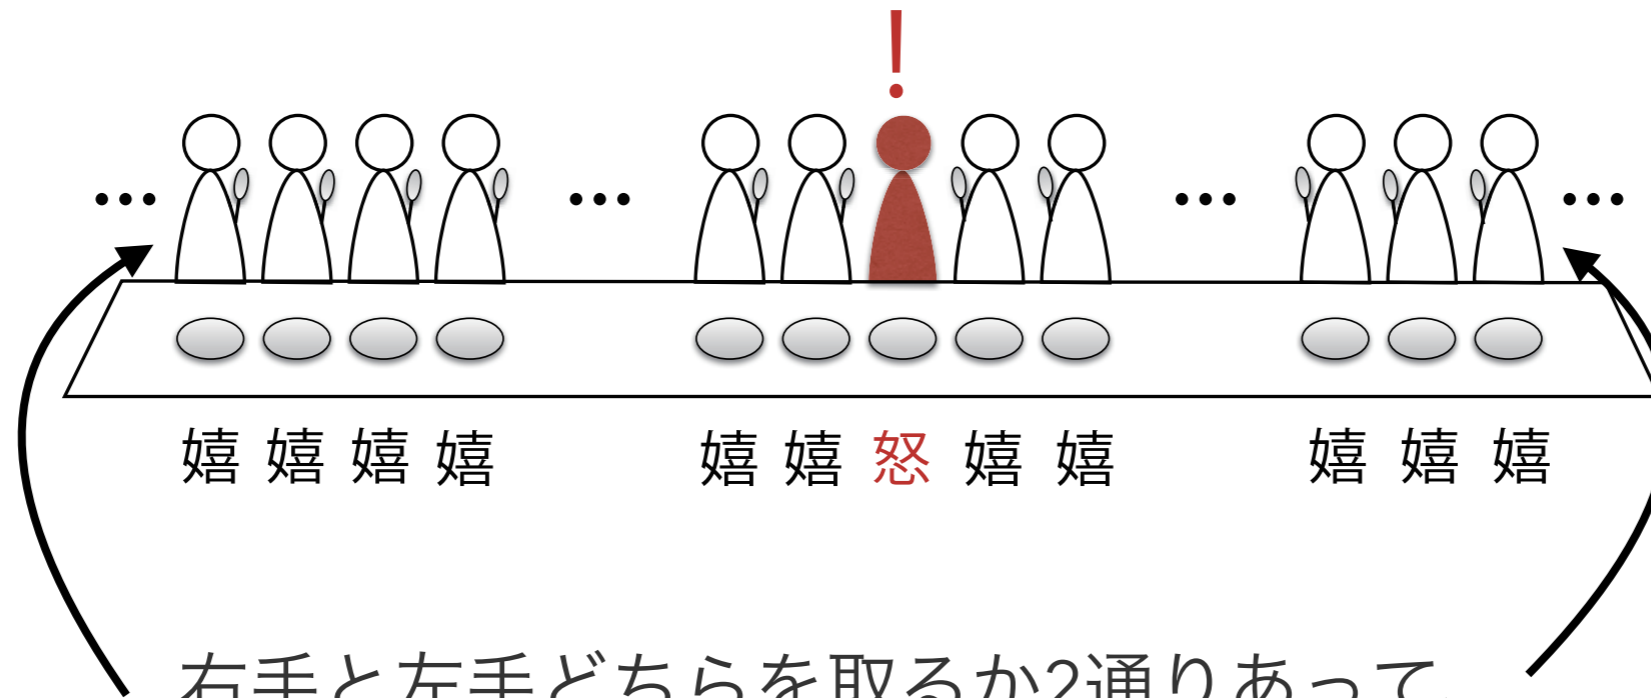 !
... ... ... ...
嬉 嬉 嬉 嬉 嬉 嬉 怒 嬉 嬉 嬉 嬉 嬉
右手と左手どちらを取るか2通りあって